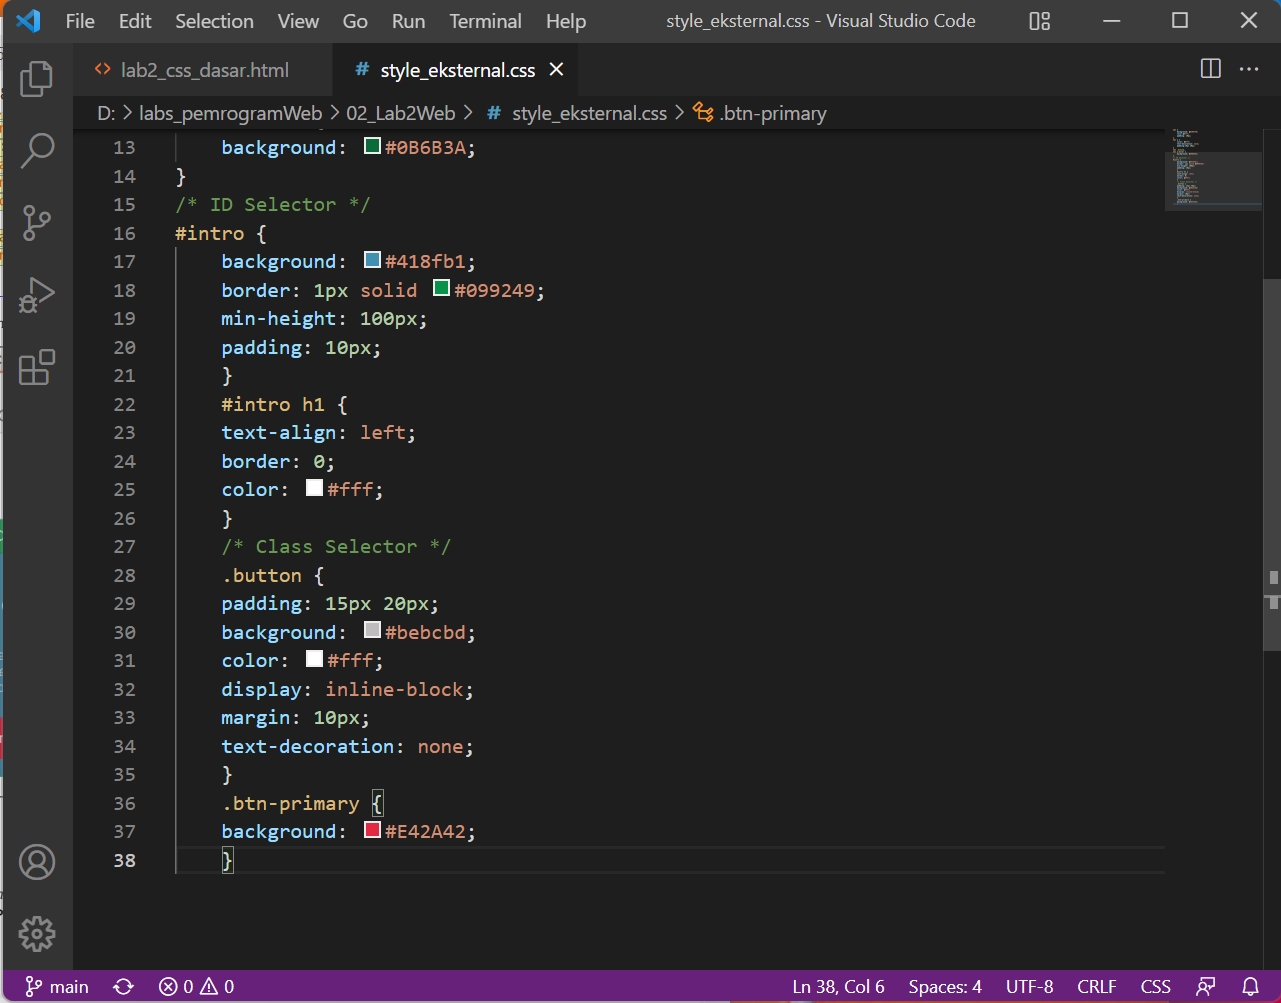 File Edit Selection View Go Run Terminal Help style_eksternal.css - Visual Studio Code
lab2_css_dasar.html # style_eksternal.css
D: > labs_pemrogramWeb > 02_Lab2Web > # style_eksternal.css > .btn-primary
13 background: #0B6B3A;
14 }
15 /* ID Selector */
16 #intro {
17 background: #418fb1;
18 border: 1px solid #099249;
19 min-height: 100px;
20 padding: 10px;
21 }
22 #intro h1 {
23 text-align: left;
24 border: 0;
25 color: #fff;
26 }
27 /* Class Selector */
28 .button {
29 padding: 15px 20px;
30 background: #bebcbd;
31 color: #fff;
32 display: inline-block;
33 margin: 10px;
34 text-decoration: none;
35 }
36 .btn-primary {
37 background: #E42A42;
38 }
main 0 0 Ln 38, Col 6 Spaces: 4 UTF-8 CRLF CSS